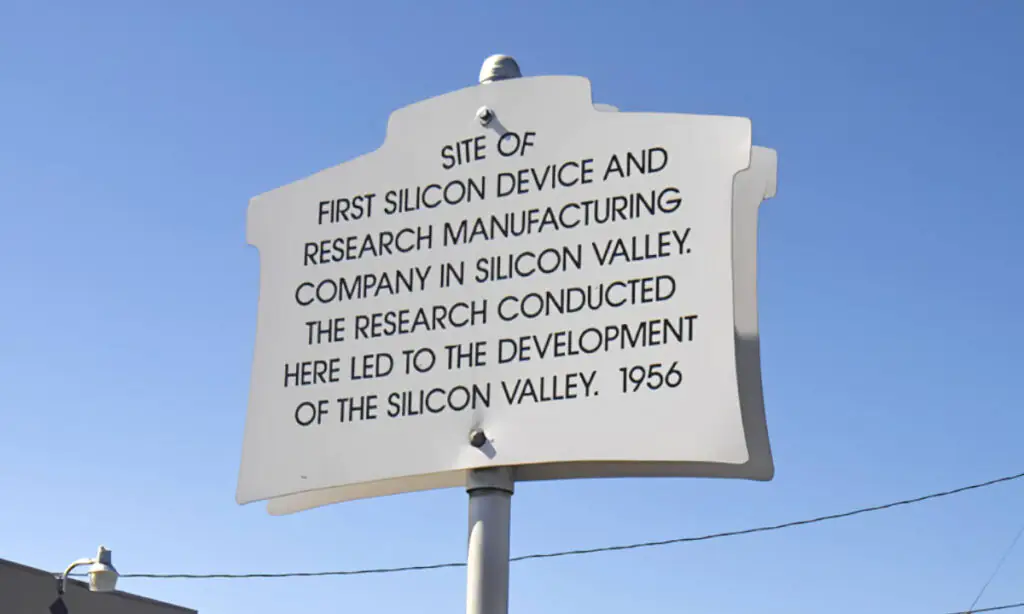 SITE OF
FIRST SILICON DEVICE AND
RESEARCH MANUFACTURING
COMPANY IN SILICON VALLEY.
THE RESEARCH CONDUCTED
HERE LED TO THE DEVELOPMENT
OF THE SILICON VALLEY. 1956